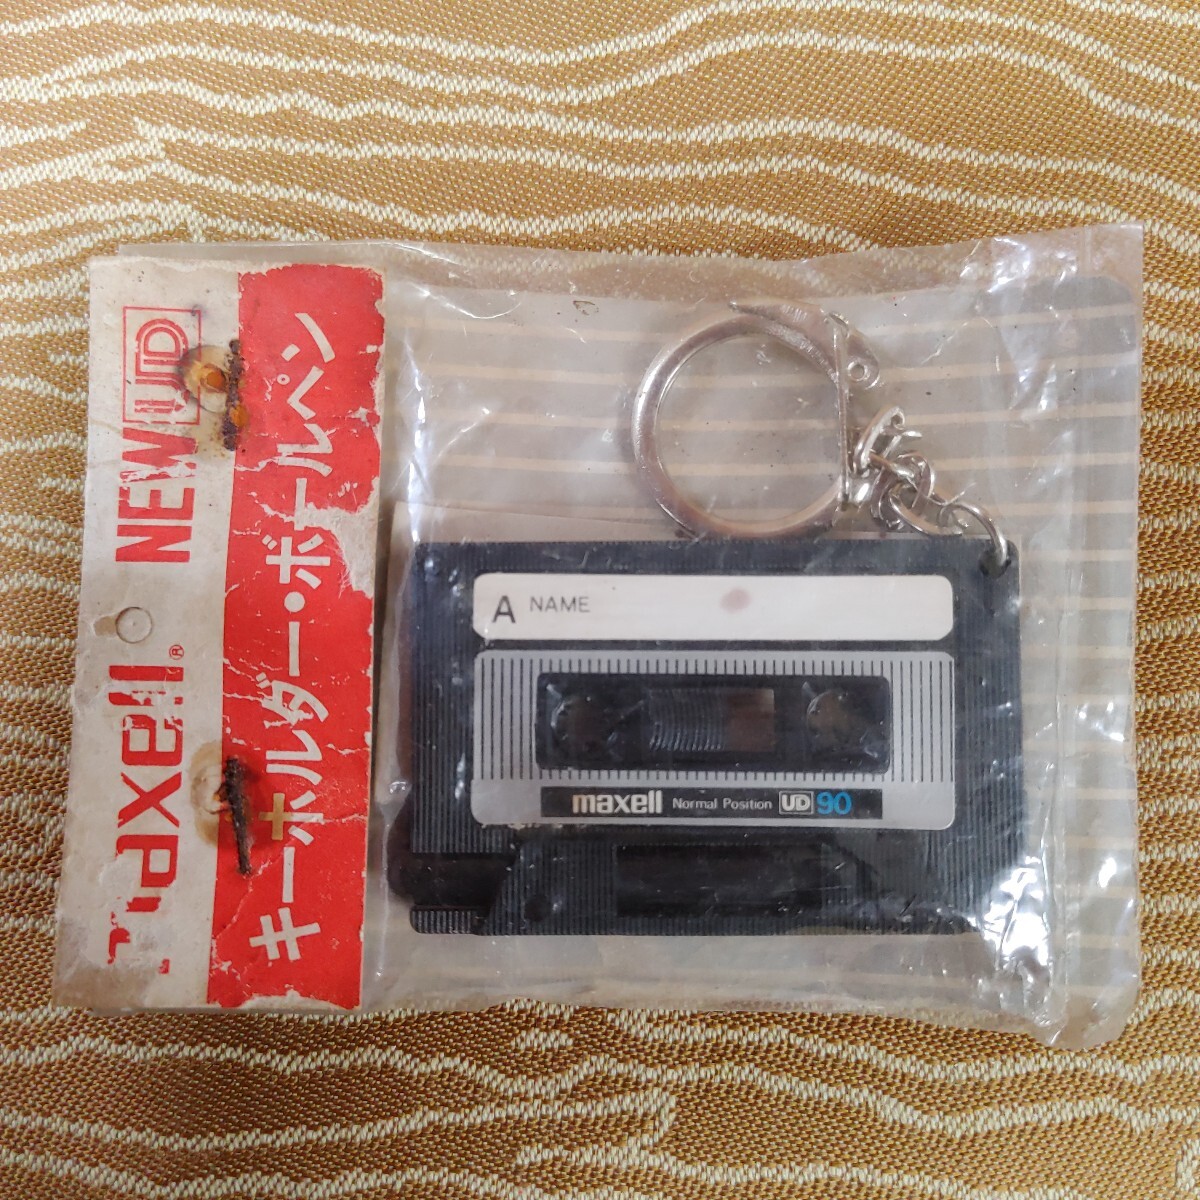 maxell® NEW UD
キーホルダー・ボールペン
A NAME
maxell Normal Position UD 90